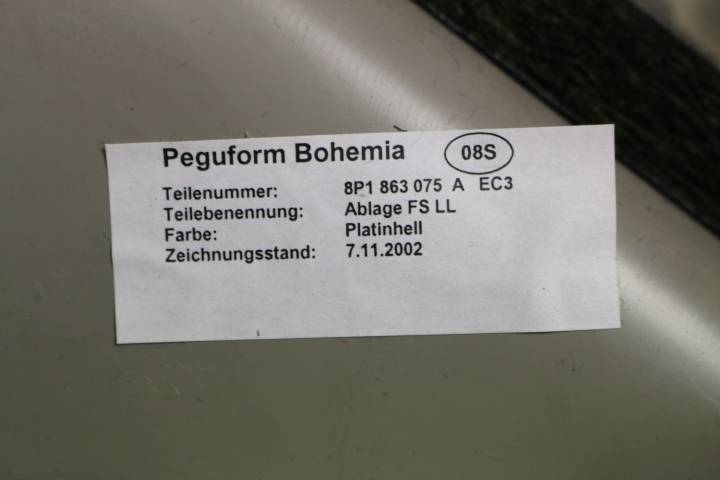 Peguform Bohemia 08S
Teilenummer: 8P1 863 075 A EC3
Teilebenennung: Ablage FS LL
Farbe: Platinhell
Zeichnungsstand: 7.11.2002